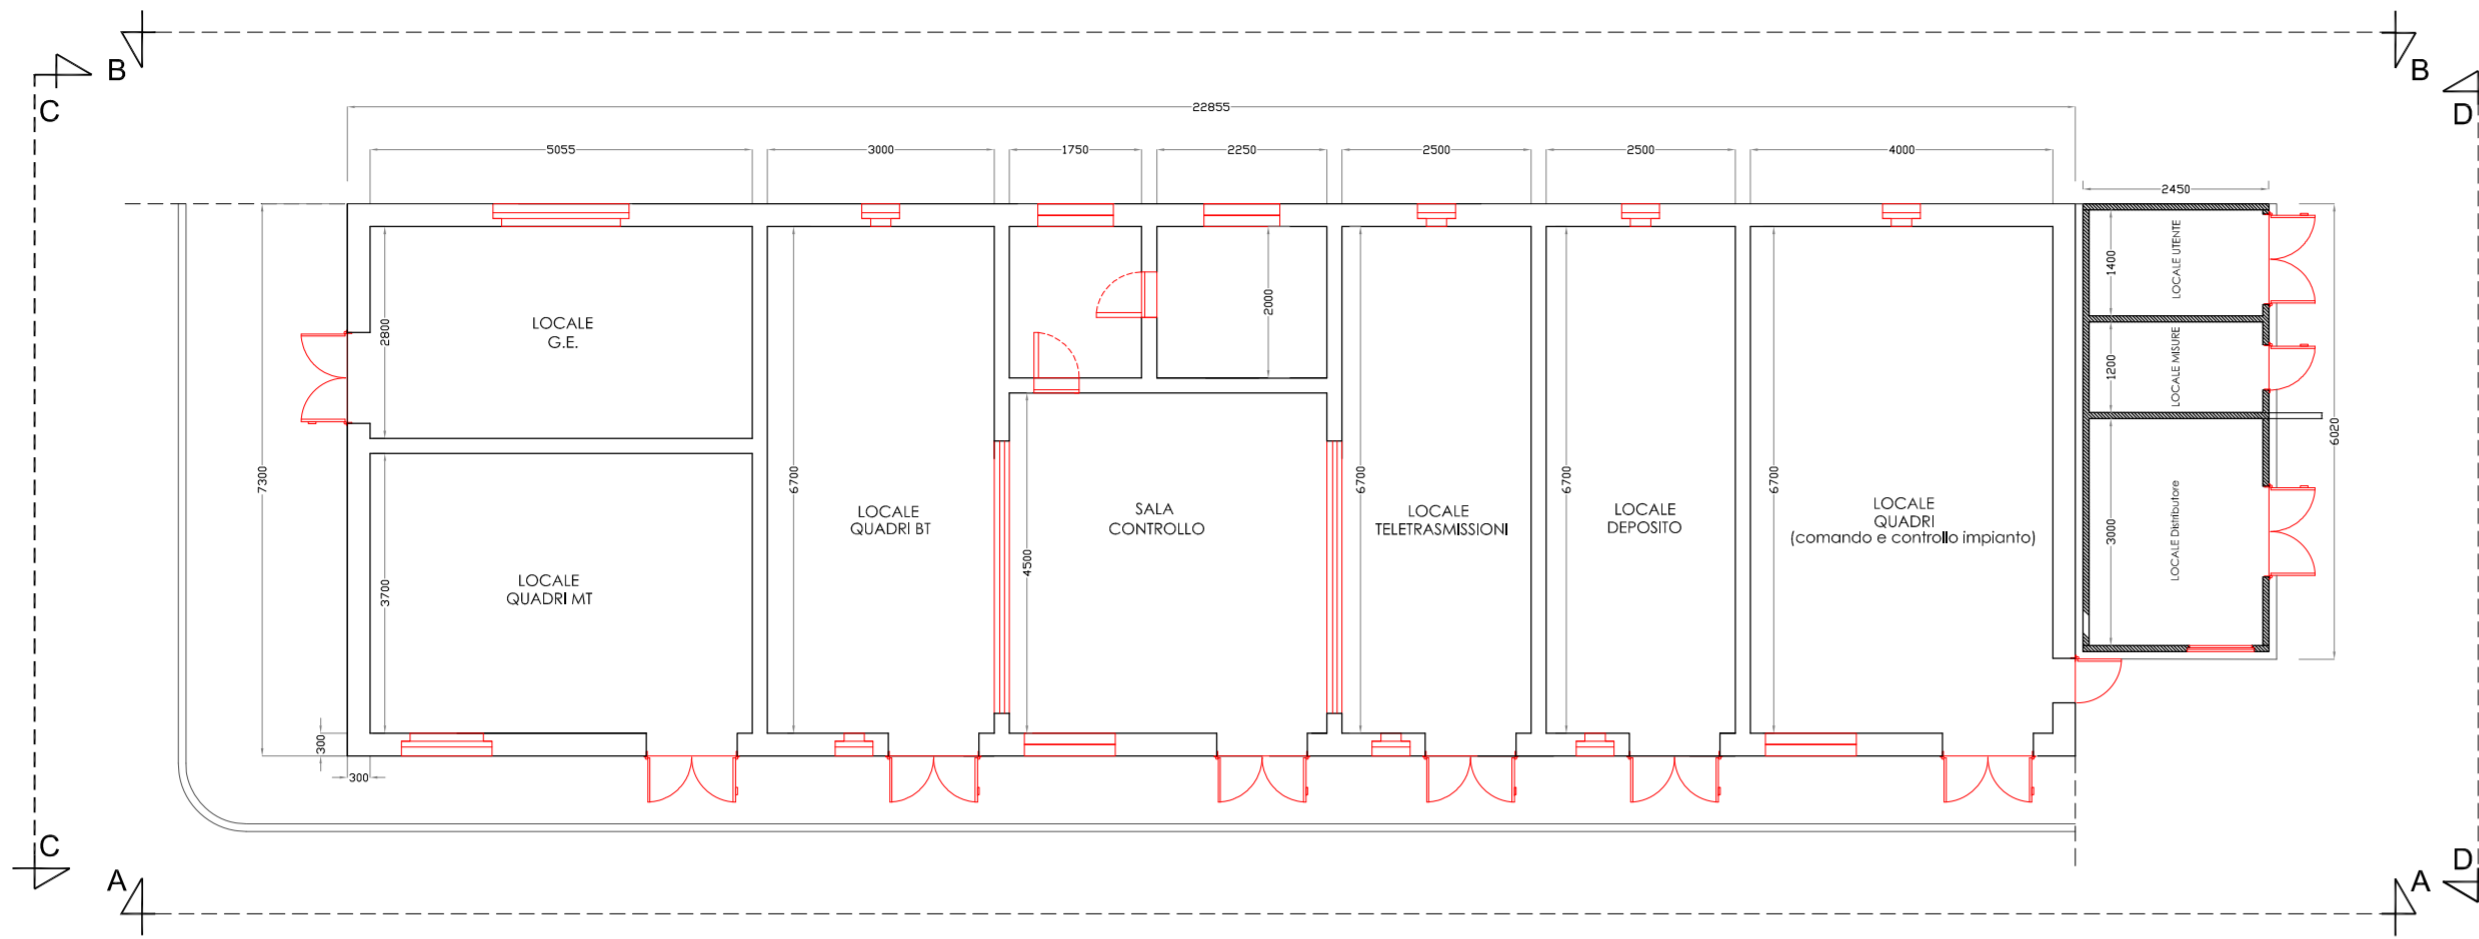 B
B
C
D
22855
5055
3000
1750
2250
2500
2500
4000
2450
LOCALE
G.E.
2800
2000
1400
LOCALE UTENTE
1200
LOCALE MISURE
6020
7300
6700
LOCALE
QUADRI BT
SALA
CONTROLLO
4500
6700
LOCALE
TELETRASMISSIONI
6700
LOCALE
DEPOSITO
6700
LOCALE
QUADRI
(comando e controllo impianto)
3000
LOCALE Distributore
3700
LOCALE
QUADRI MT
300
300
C
D
A
A